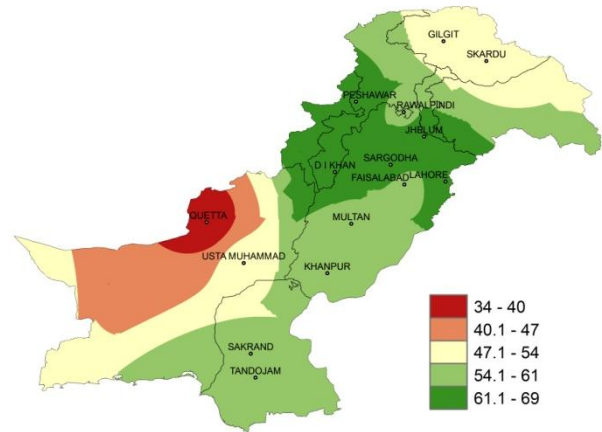 GILGIT
SKARDU
PESHAWAR
RAWALPINDI
JHELUM
SARGODHA
D I KHAN
FAISALABAD
LAHORE
QUETTA
MULTAN
USTA MUHAMMAD
KHANPUR
SAKRAND
TANDOJAM
34 - 40
40.1 - 47
47.1 - 54
54.1 - 61
61.1 - 69